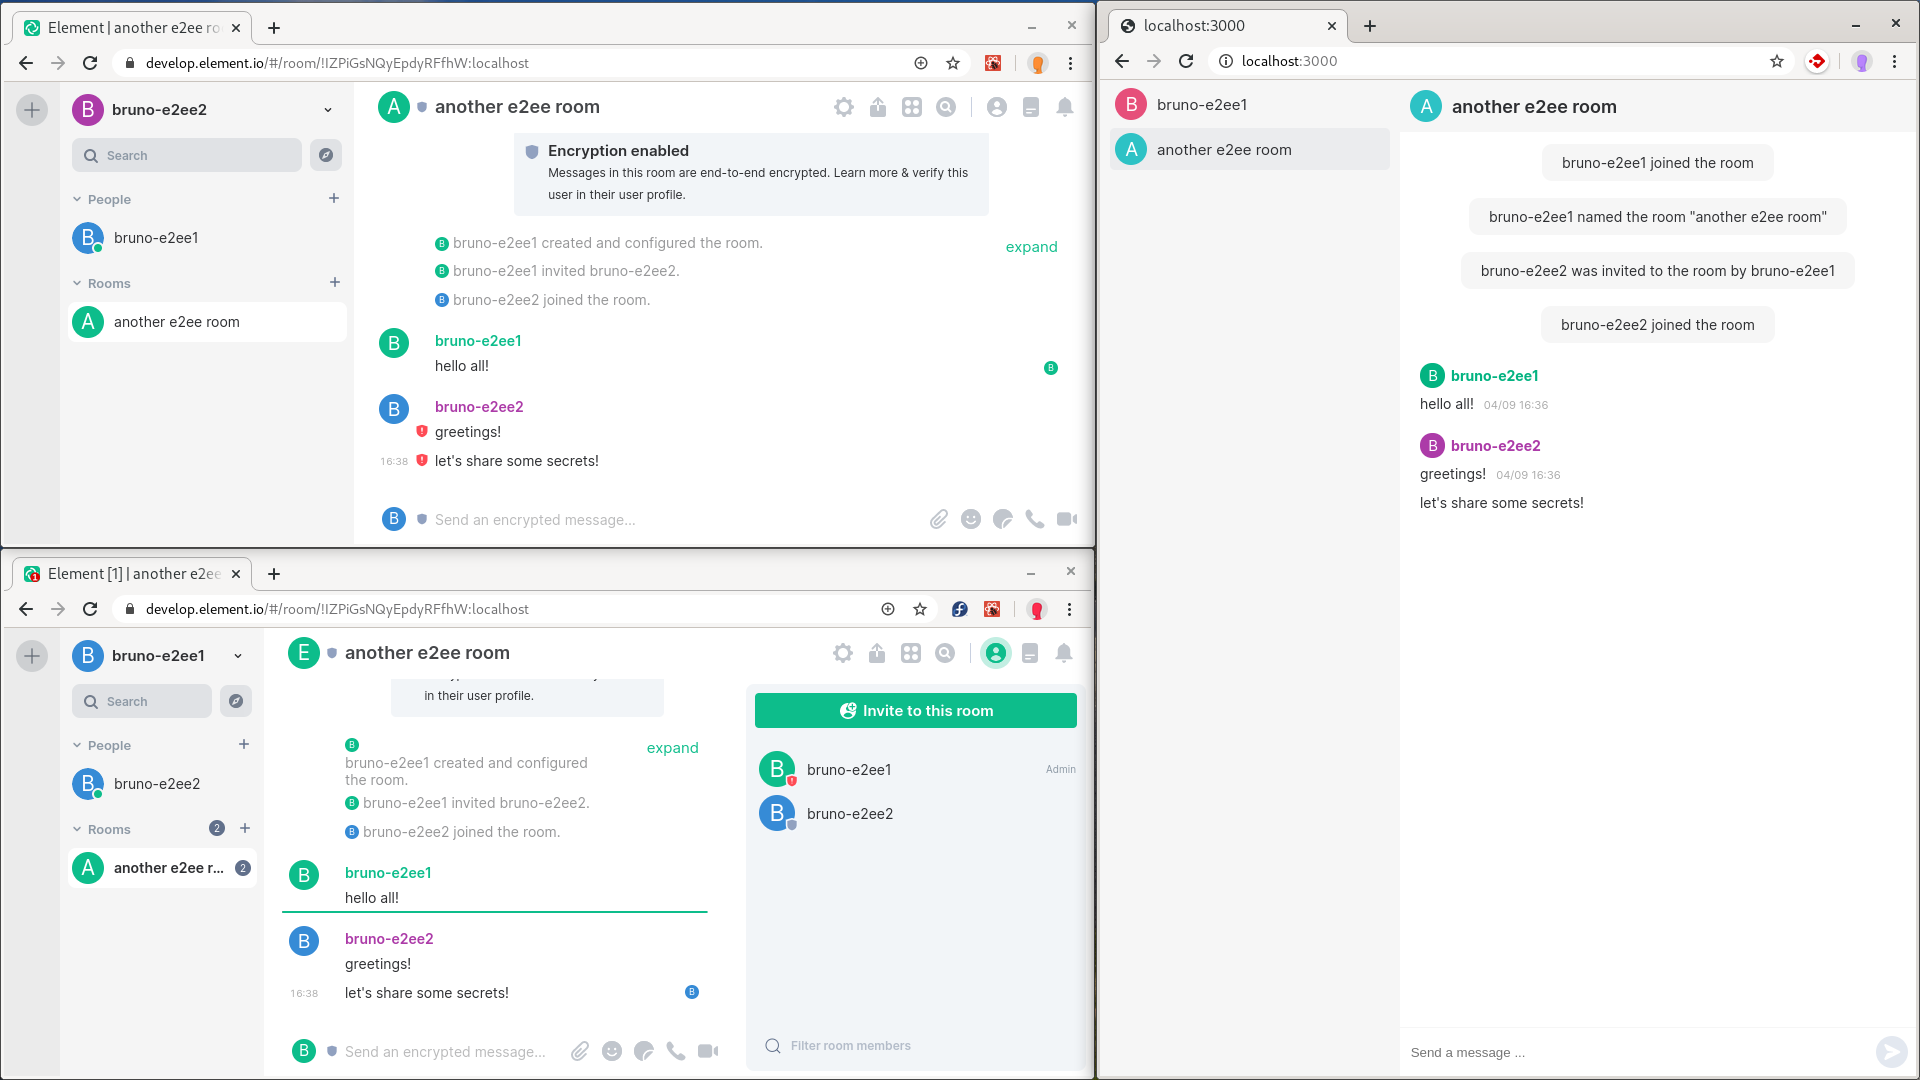 Element | another e2ee ro
develop.element.io/#/room/!IZPiGsNQyEpdyRFfhW:localhost
B bruno-e2ee2
Search
People
B bruno-e2ee1
Rooms
A another e2ee room
A another e2ee room
Encryption enabled
Messages in this room are end-to-end encrypted. Learn more & verify this
user in their user profile.
B bruno-e2ee1 created and configured the room.
expand
B bruno-e2ee1 invited bruno-e2ee2.
B bruno-e2ee2 joined the room.
B bruno-e2ee1
hello all!
B
B bruno-e2ee2
greetings!
16:38 let's share some secrets!
B Send an encrypted message...
Element [1] | another e2ee
develop.element.io/#/room/!IZPiGsNQyEpdyRFfhW:localhost
B bruno-e2ee1
Search
People
B bruno-e2ee2
Rooms 2
A another e2ee r... 2
E another e2ee room
in their user profile.
B
expand
bruno-e2ee1 created and configured
the room.
B bruno-e2ee1 invited bruno-e2ee2.
B bruno-e2ee2 joined the room.
B bruno-e2ee1
hello all!
B bruno-e2ee2
greetings!
16:38 let's share some secrets!
B
B Send an encrypted message...
Invite to this room
B bruno-e2ee1 Admin
B bruno-e2ee2
Filter room members
localhost:3000
localhost:3000
B bruno-e2ee1
A another e2ee room
A another e2ee room
bruno-e2ee1 joined the room
bruno-e2ee1 named the room "another e2ee room"
bruno-e2ee2 was invited to the room by bruno-e2ee1
bruno-e2ee2 joined the room
B bruno-e2ee1
hello all! 04/09 16:36
B bruno-e2ee2
greetings! 04/09 16:36
let's share some secrets!
Send a message ...